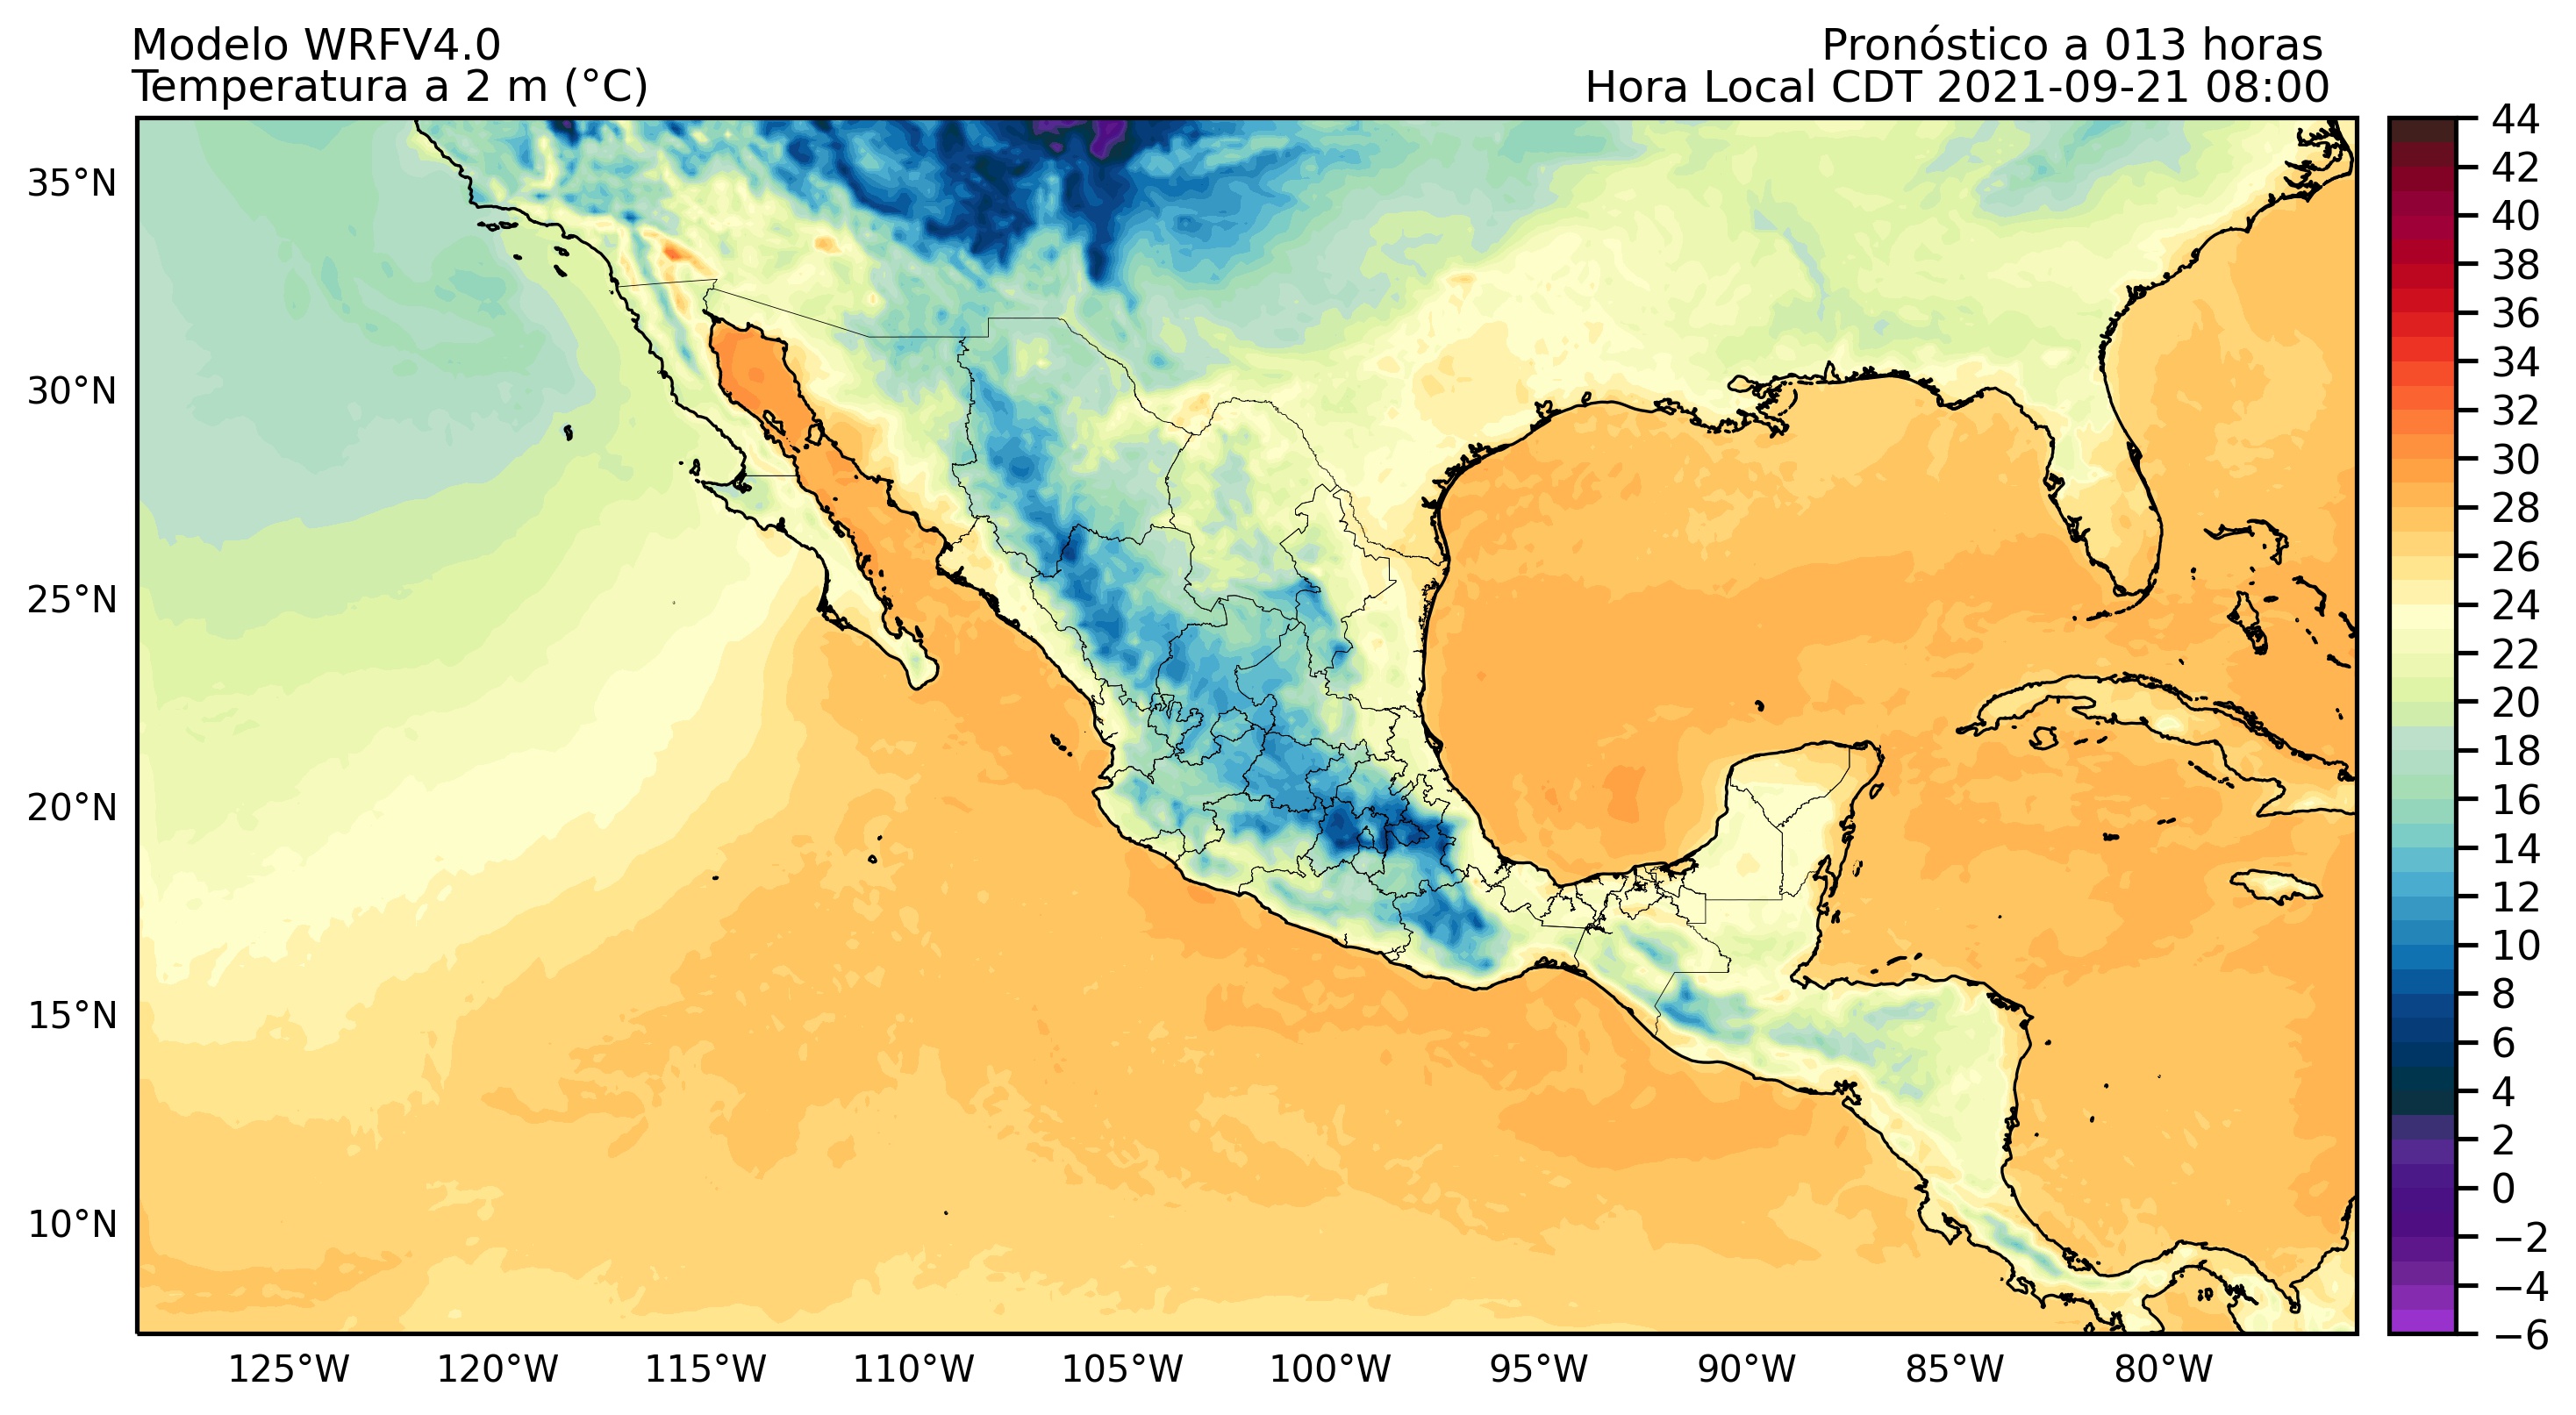 Modelo WRFV4.0
Pronóstico a 013 horas
Temperatura a 2 m (°C)
Hora Local CDT 2021-09-21 08:00
35°N
30°N
25°N
20°N
15°N
10°N
125°W
120°W
115°W
110°W
105°W
100°W
95°W
90°W
85°W
80°W
44
42
40
38
36
34
32
30
28
26
24
22
20
18
16
14
12
10
8
6
4
2
0
−2
−4
−6